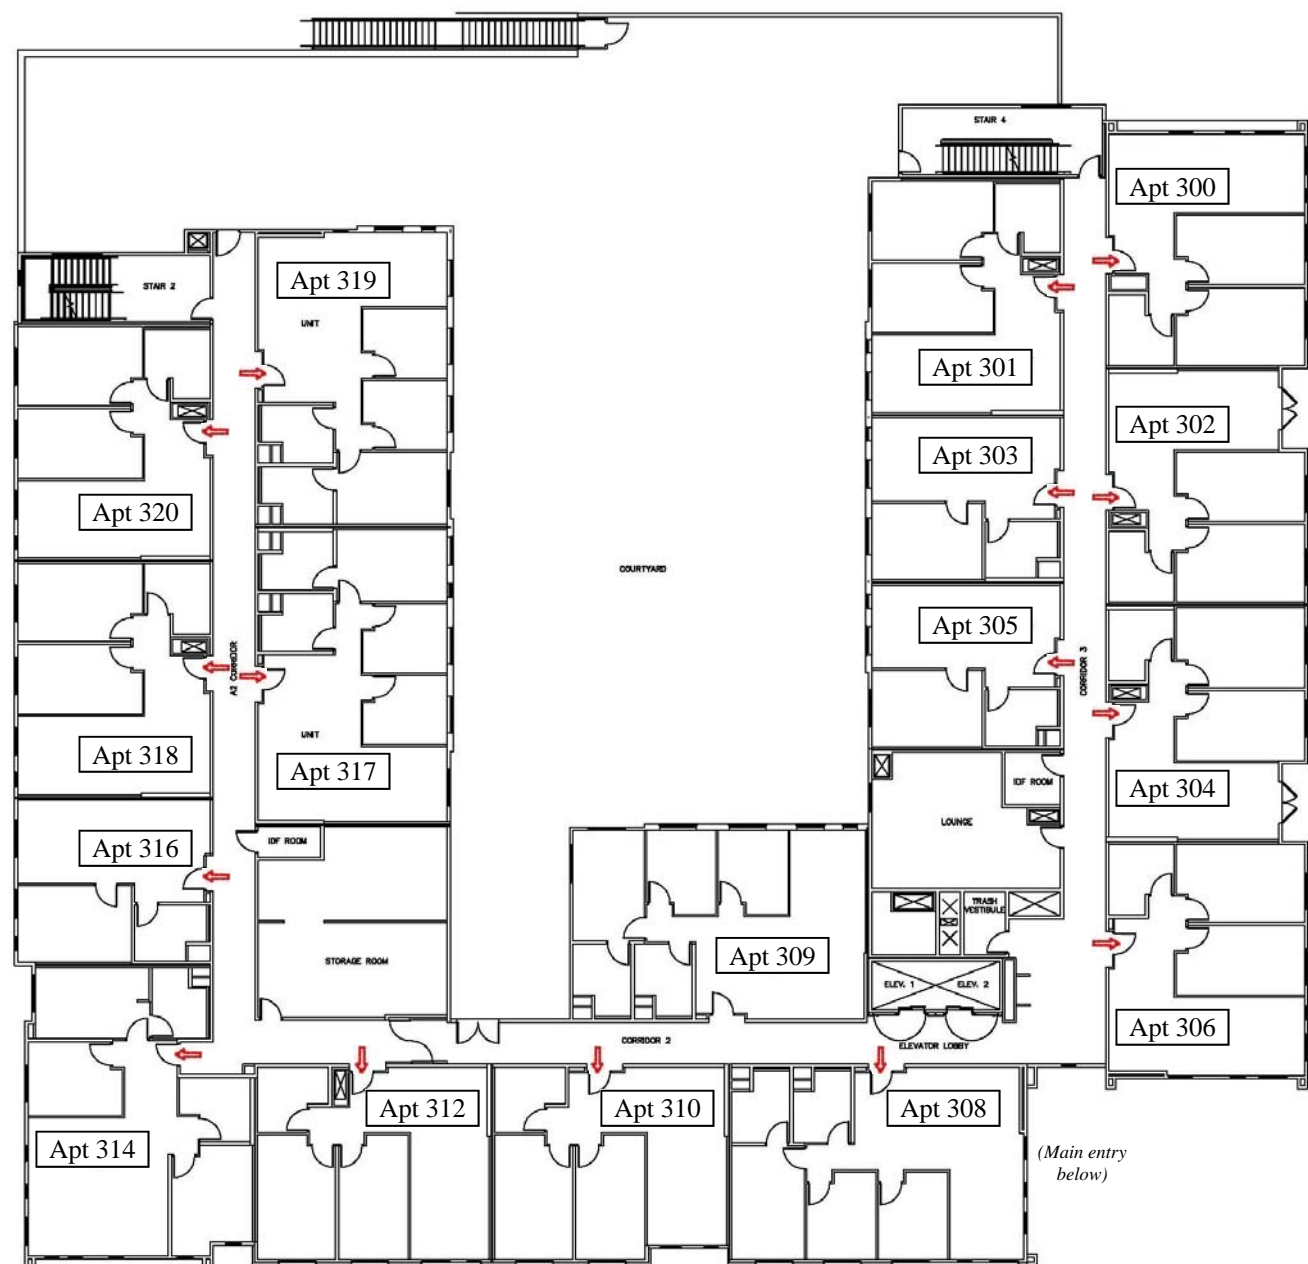 STAIR 4
Apt 300
Apt 319
STAIR 2
UNIT
Apt 301
Apt 302
Apt 303
Apt 320
COURTYARD
Apt 305
A2 CORRIDOR
CORRIDOR 3
UNIT
Apt 318
Apt 317
IDF ROOM
Apt 304
LOUNGE
IDF ROOM
Apt 316
TRASH
VESTIBULE
STORAGE ROOM
Apt 309
ELEV. 1
ELEV. 2
Apt 306
CORRIDOR 2
ELEVATOR LOBBY
Apt 312
Apt 310
Apt 308
Apt 314
(Main entry
below)